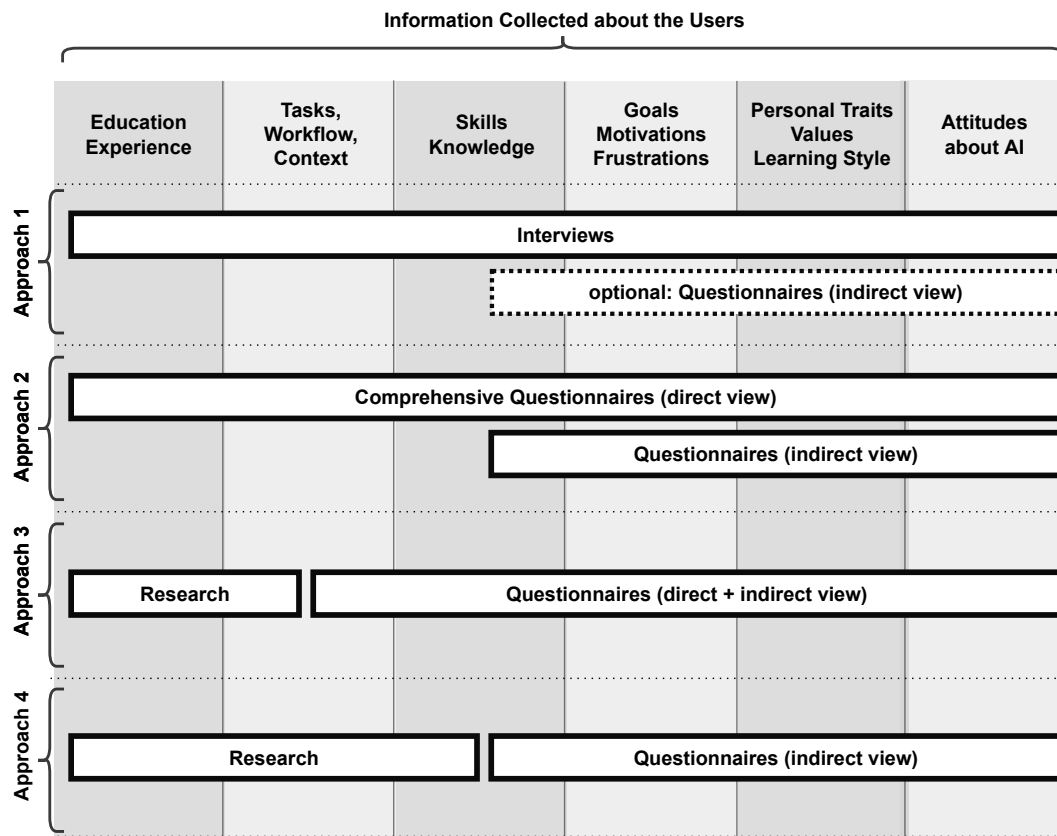 Information Collected about the Users
Education
Experience
Tasks,
Workflow,
Context
Skills
Knowledge
Goals
Motivations
Frustrations
Personal Traits
Values
Learning Style
Attitudes
about AI
Approach 1
Interviews
optional: Questionnaires (indirect view)
Approach 2
Comprehensive Questionnaires (direct view)
Questionnaires (indirect view)
Approach 3
Research
Questionnaires (direct + indirect view)
Approach 4
Research
Questionnaires (indirect view)